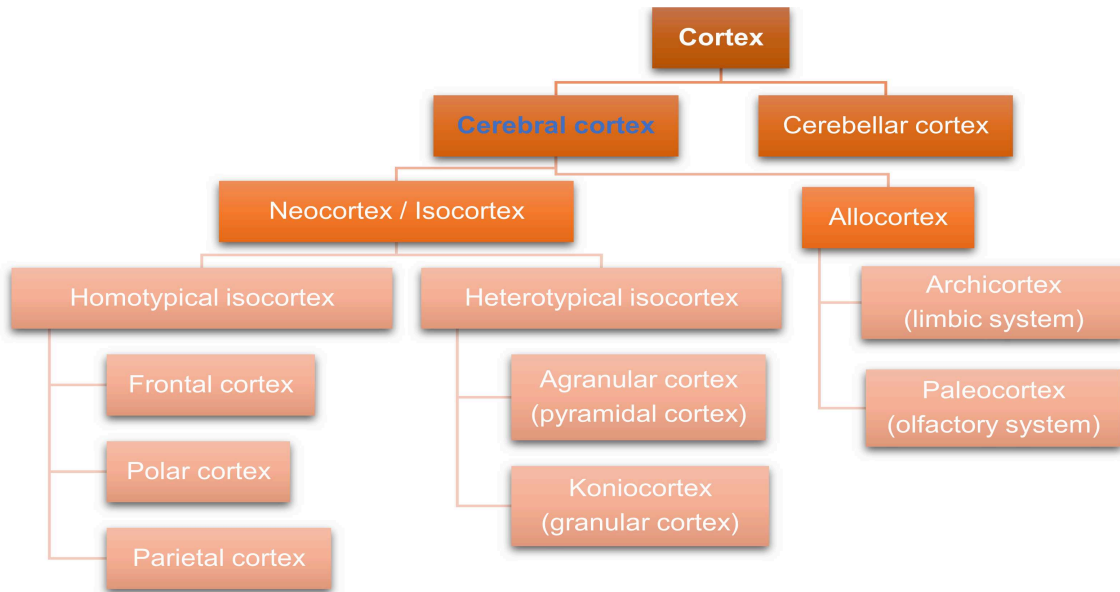 Cortex
Cerebral cortex
Cerebellar cortex
Neocortex / Isocortex
Allocortex
Homotypical isocortex
Heterotypical isocortex
Archicortex
(limbic system)
Frontal cortex
Agranular cortex
(pyramidal cortex)
Paleocortex
(olfactory system)
Polar cortex
Koniocortex
(granular cortex)
Parietal cortex